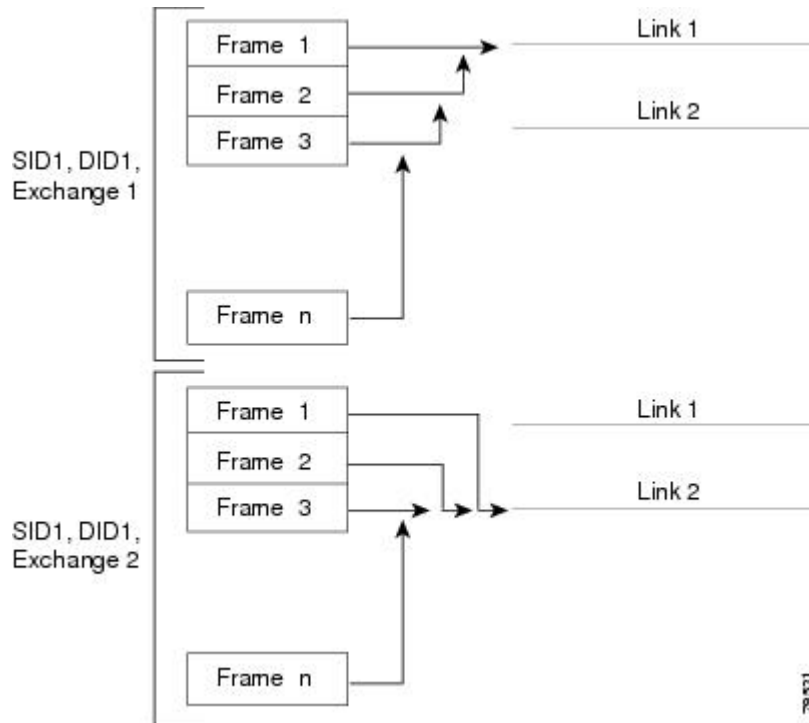 Frame 1
Link 1
Frame 2
Link 2
Frame 3
SID1, DID1,
Exchange 1
Frame n
Frame 1
Link 1
Frame 2
Link 2
Frame 3
SID1, DID1,
Exchange 2
Frame n